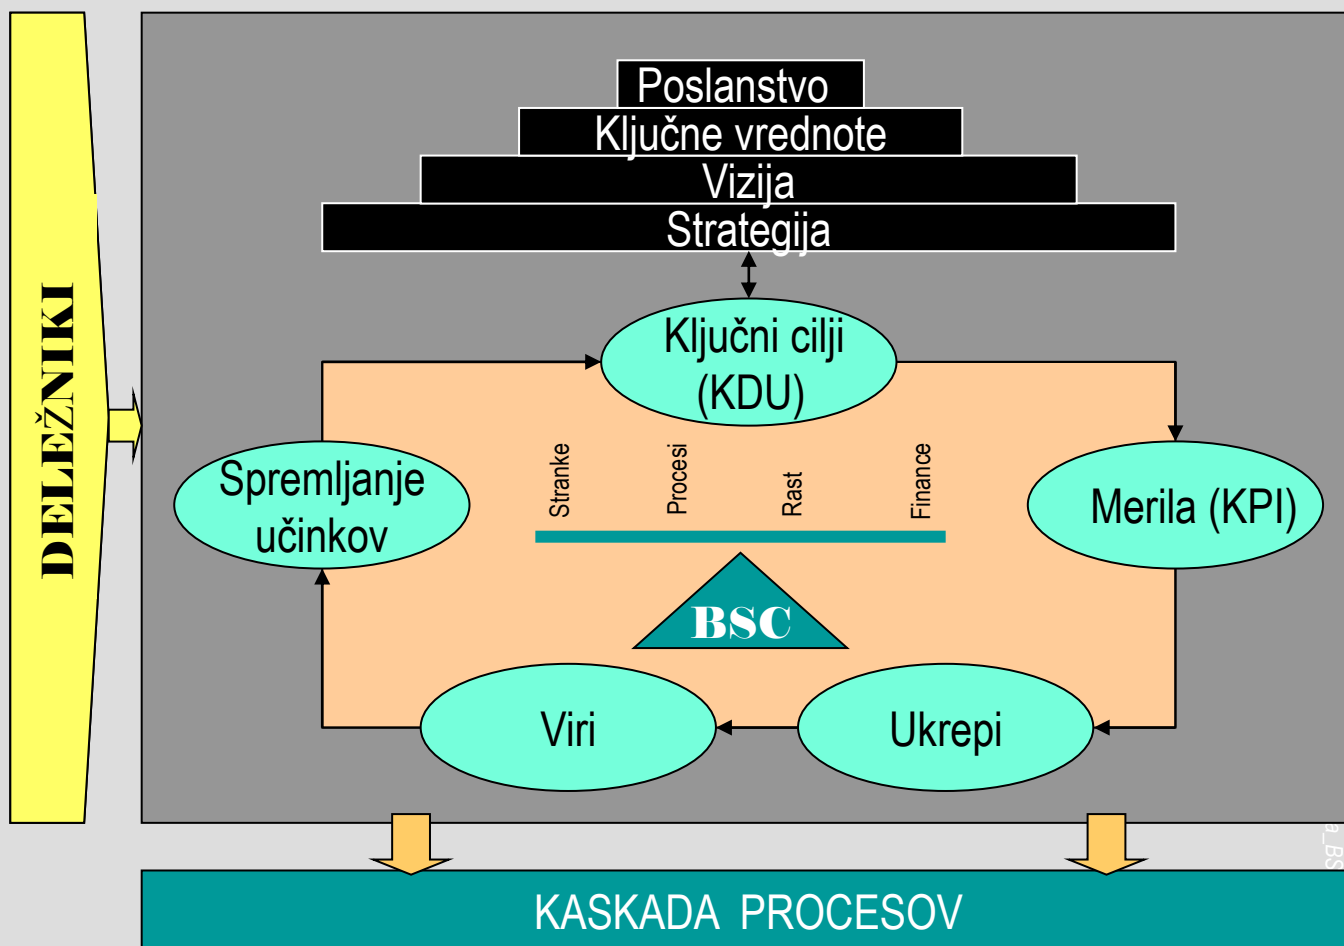 DELEŽNIKI
Poslanstvo
Ključne vrednote
Vizija
Strategija
Ključni cilji
(KDU)
Spremljanje
učinkov
Stranke
Procesi
Rast
Finance
Merila (KPI)
BSC
Viri
Ukrepi
a_BS
KASKADA PROCESOV